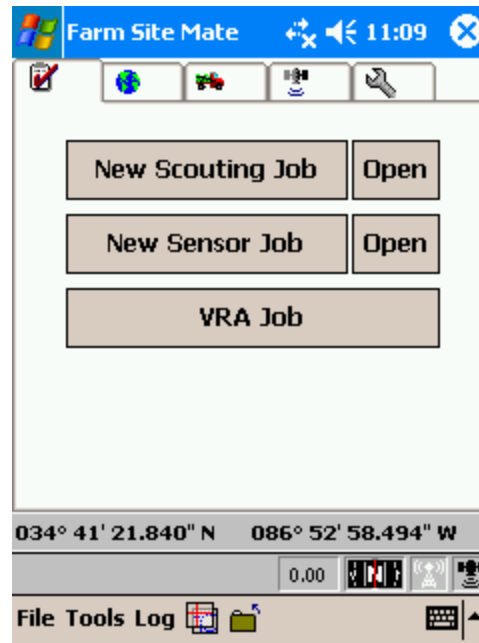 Farm Site Mate 11:09
New Scouting Job Open
New Sensor Job Open
VRA Job
034° 41' 21.840" N 086° 52' 58.494" W
0.00 N
File Tools Log